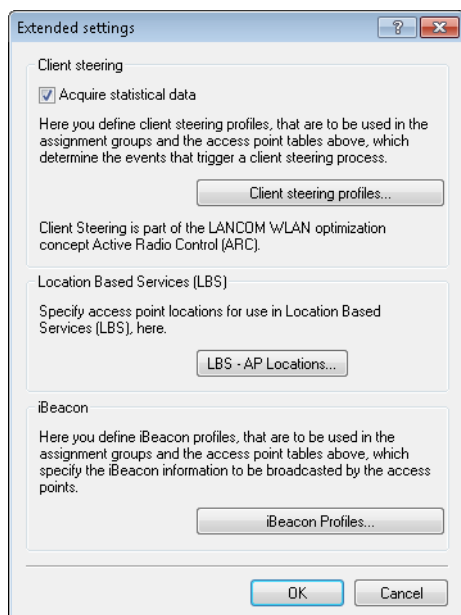 Extended settings
Client steering
Acquire statistical data
Here you define client steering profiles, that are to be used in the
assignment groups and the access point tables above, which
determine the events that trigger a client steering process.
Client steering profiles...
Client Steering is part of the LANCOM WLAN optimization
concept Active Radio Control (ARC).
Location Based Services (LBS)
Specify access point locations for use in Location Based
Services (LBS), here.
LBS - AP Locations...
iBeacon
Here you define iBeacon profiles, that are to be used in the
assignment groups and the access point tables above, which
specify the iBeacon information to be broadcasted by the access
points.
iBeacon Profiles...
OK
Cancel